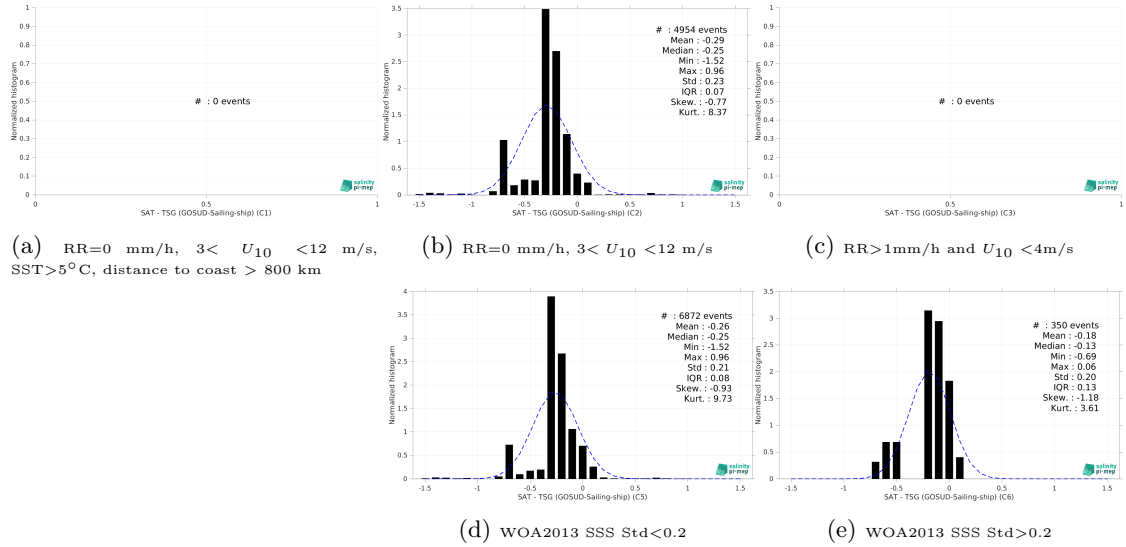 1
0.9
0.8
0.7
0.6
0.5
0.4
0.3
0.2
0.1
0
Normalized histogram
# : 0 events
salinity
pi-mep
0 0.5 1
SAT - TSG (GOSUD-Sailing-ship) (C1)
3.5
3
2.5
2
1.5
1
0.5
0
Normalized histogram
# : 4954 events
Mean : -0.29
Median : -0.25
Min : -1.52
Max : 0.96
Std : 0.23
IQR : 0.07
Skew. : -0.77
Kurt. : 8.37
salinity
pi-mep
-1.5 -1 -0.5 0 0.5 1 1.5
SAT - TSG (GOSUD-Sailing-ship) (C2)
1
0.9
0.8
0.7
0.6
0.5
0.4
0.3
0.2
0.1
0
Normalized histogram
# : 0 events
salinity
pi-mep
0 0.5 1
SAT - TSG (GOSUD-Sailing-ship) (C3)
(a) RR=0 mm/h, 3< U10 <12 m/s,
SST>5°C, distance to coast > 800 km
(b) RR=0 mm/h, 3< U10 <12 m/s
(c) RR>1mm/h and U10 <4m/s
4
3.5
3
2.5
2
1.5
1
0.5
0
Normalized histogram
# : 6872 events
Mean : -0.26
Median : -0.25
Min : -1.52
Max : 0.96
Std : 0.21
IQR : 0.08
Skew. : -0.93
Kurt. : 9.73
salinity
pi-mep
-1.5 -1 -0.5 0 0.5 1 1.5
SAT - TSG (GOSUD-Sailing-ship) (C5)
3.5
3
2.5
2
1.5
1
0.5
0
Normalized histogram
# : 350 events
Mean : -0.18
Median : -0.13
Min : -0.69
Max : 0.06
Std : 0.20
IQR : 0.13
Skew. : -1.18
Kurt. : 3.61
salinity
pi-mep
-1.5 -1 -0.5 0 0.5 1 1.5
SAT - TSG (GOSUD-Sailing-ship) (C6)
(d) WOA2013 SSS Std<0.2
(e) WOA2013 SSS Std>0.2